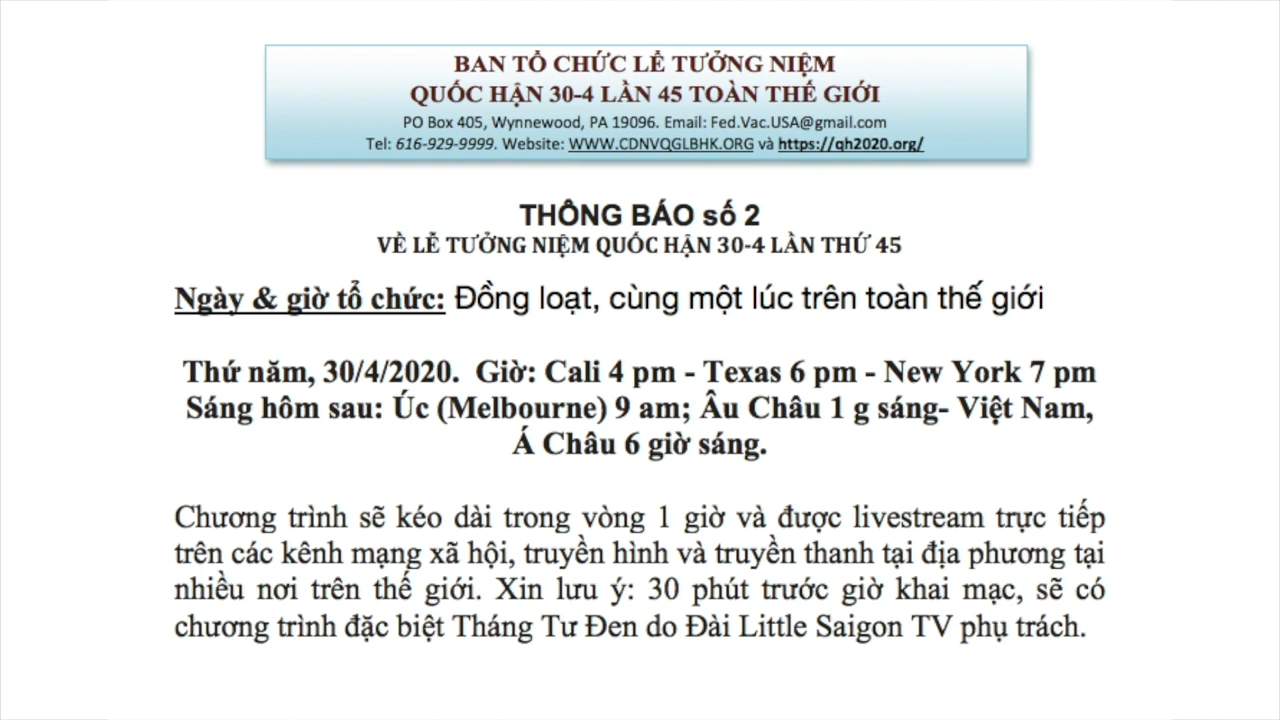 BAN TỔ CHỨC LỄ TƯỞNG NIỆM
QUỐC HẬN 30-4 LẦN 45 TOÀN THẾ GIỚI
PO Box 405, Wynnewood, PA 19096. Email: Fed.Vac.USA@gmail.com
Tel: 616-929-9999. Website: WWW.CDNVQGLBHK.ORG và https://qh2020.org/
THÔNG BÁO số 2
VỀ LỄ TƯỞNG NIỆM QUỐC HẬN 30-4 LẦN THỨ 45
Ngày & giờ tổ chức: Đồng loạt, cùng một lúc trên toàn thế giới
Thứ năm, 30/4/2020. Giờ: Cali 4 pm - Texas 6 pm - New York 7 pm
Sáng hôm sau: Úc (Melbourne) 9 am; Âu Châu 1 g sáng- Việt Nam,
Á Châu 6 giờ sáng.
Chương trình sẽ kéo dài trong vòng 1 giờ và được livestream trực tiếp
trên các kênh mạng xã hội, truyền hình và truyền thanh tại địa phương tại
nhiều nơi trên thế giới. Xin lưu ý: 30 phút trước giờ khai mạc, sẽ có
chương trình đặc biệt Tháng Tư Đen do Đài Little Saigon TV phụ trách.